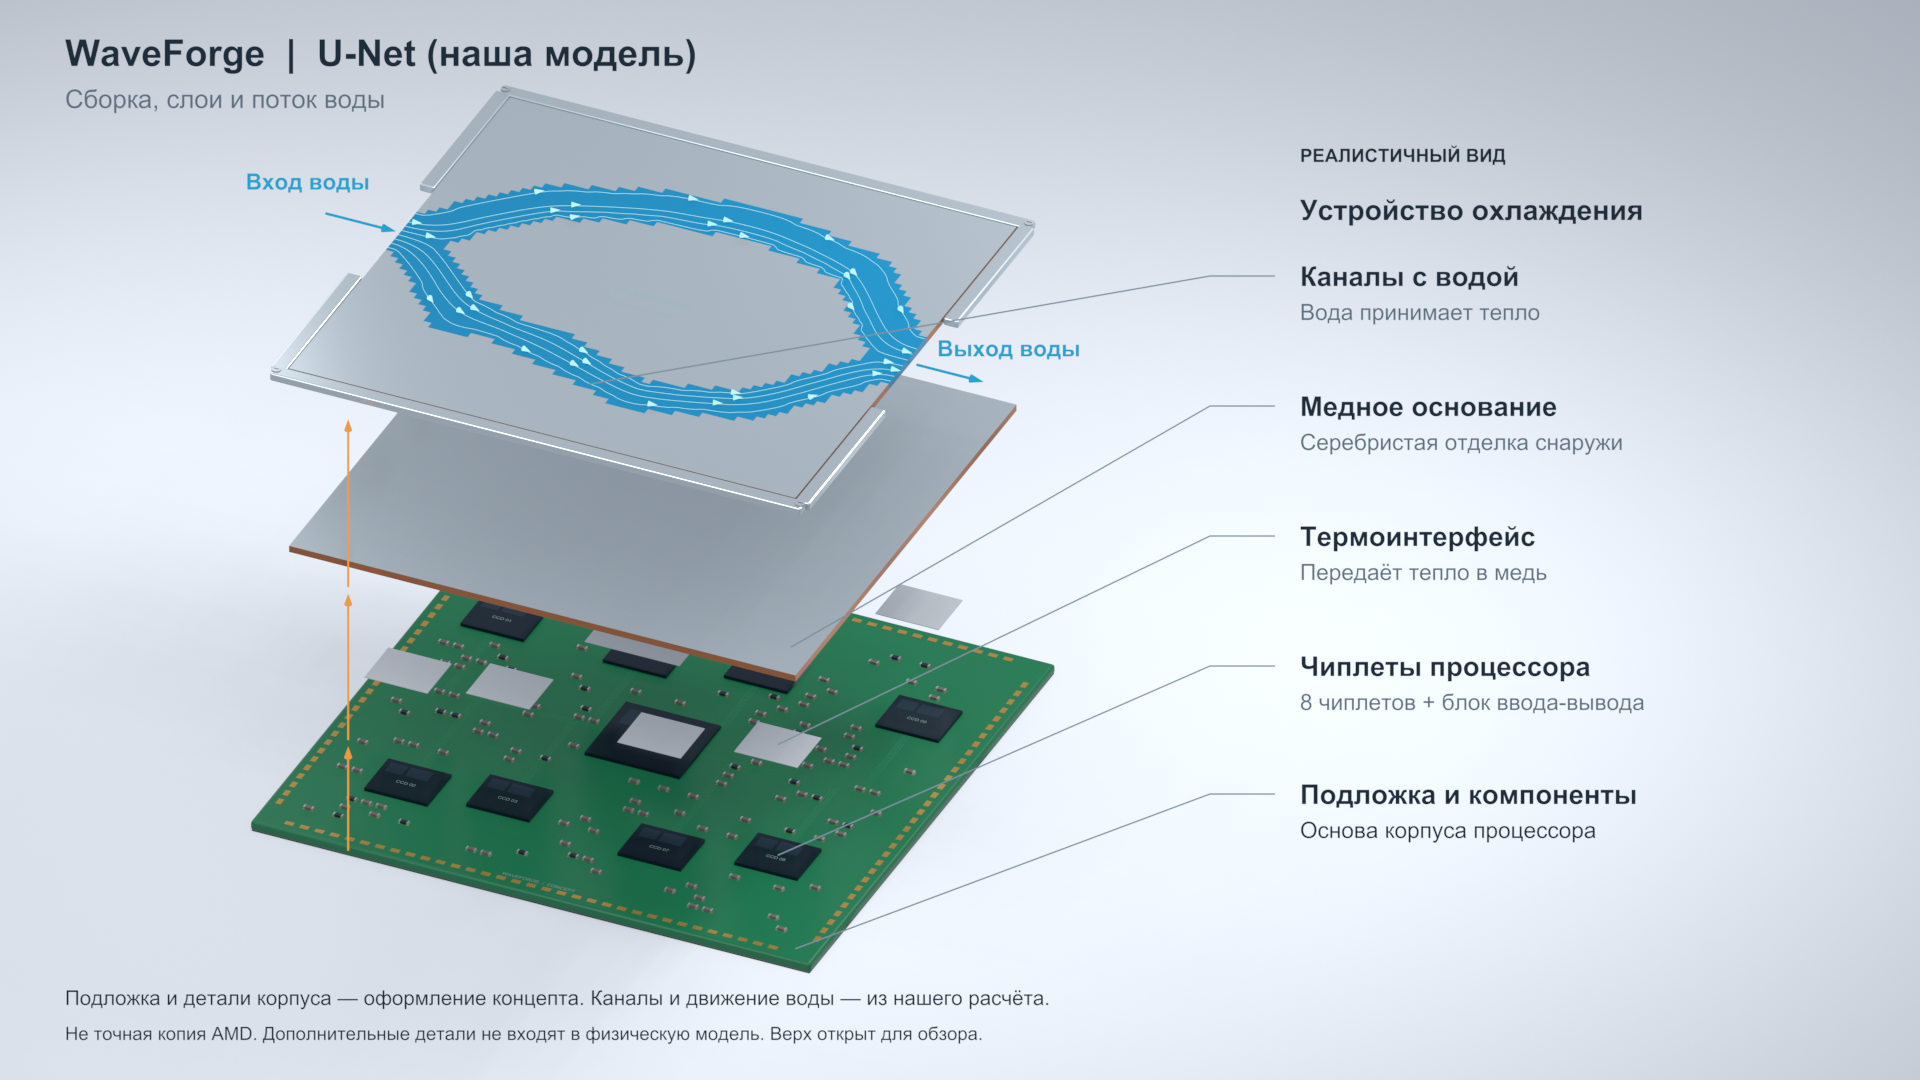 WaveForge | U-Net (наша модель)
Сборка, слои и поток воды
Вход воды
Выход воды
РЕАЛИСТИЧНЫЙ ВИД
Устройство охлаждения
Каналы с водой
Вода принимает тепло
Медное основание
Серебристая отделка снаружи
Термоинтерфейс
Передаёт тепло в медь
Чиплеты процессора
8 чиплетов + блок ввода-вывода
Подложка и компоненты
Основа корпуса процессора
Подложка и детали корпуса — оформление концепта. Каналы и движение воды — из нашего расчёта.
Не точная копия AMD. Дополнительные детали не входят в физическую модель. Верх открыт для обзора.